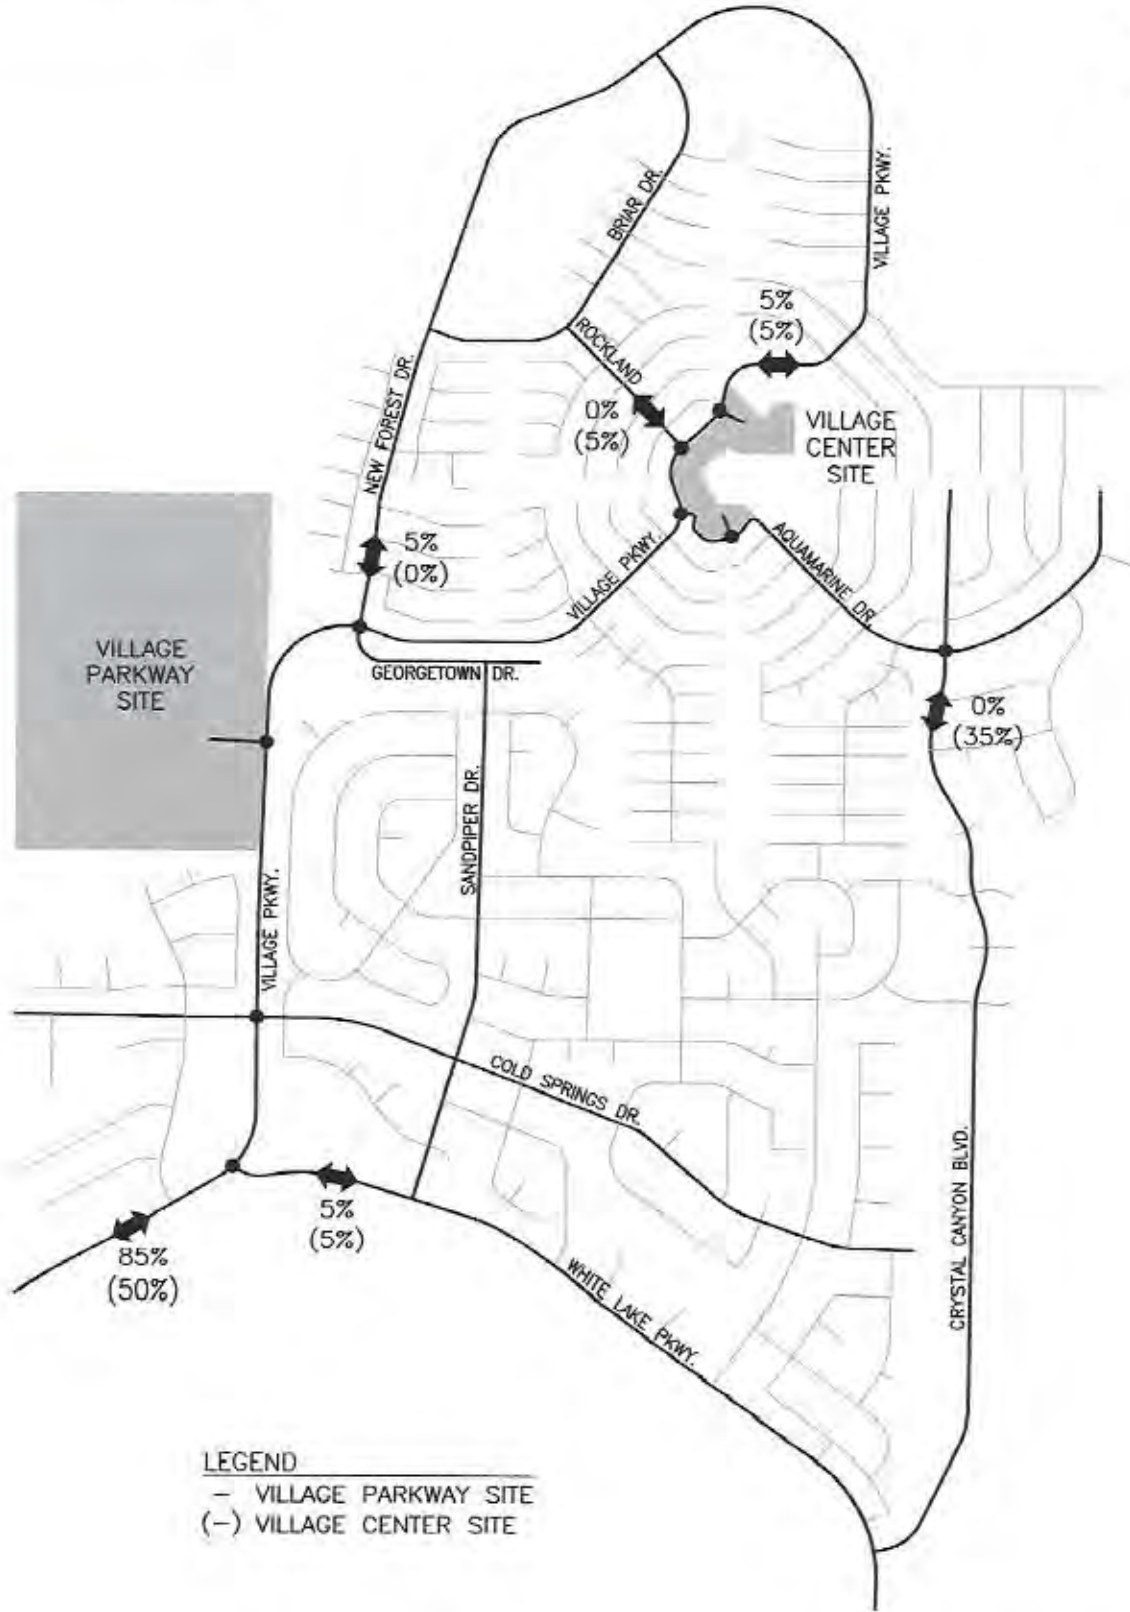 VILLAGE PKWY.
BRIAR DR.
5%
(5%)
ROCKLAND
0%
(5%)
NEW FOREST DR.
VILLAGE
CENTER
SITE
5%
(0%)
VILLAGE PKWY.
AQUAMARINE DR.
VILLAGE
PARKWAY
SITE
GEORGETOWN DR.
0%
(35%)
SANDPIPER DR.
VILLAGE PKWY.
COLD SPRINGS DR.
CRYSTAL CANYON BLVD.
5%
(5%)
85%
(50%)
WHITE LAKE PKWY.
LEGEND
– VILLAGE PARKWAY SITE
(–) VILLAGE CENTER SITE